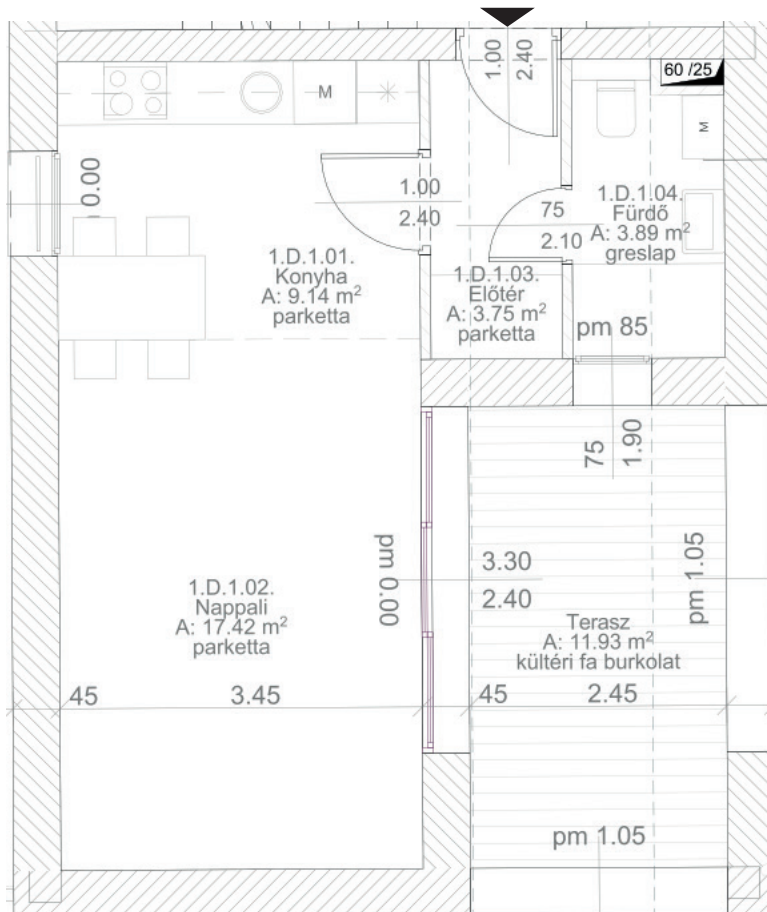 1.00
2.40
60 /25
M
M
0.00
1.00
2.40
75
2.10
1.D.1.04.
Fürdő
A: 3.89 m²
greslap
1.D.1.01.
Konyha
A: 9.14 m²
parketta
1.D.1.03.
Előtér
A: 3.75 m²
parketta
pm 85
75
1.90
pm 0.00
3.30
2.40
pm 1.05
1.D.1.02.
Nappali
A: 17.42 m²
parketta
Terasz
A: 11.93 m²
kültéri fa burkolat
45
3.45
45
2.45
pm 1.05